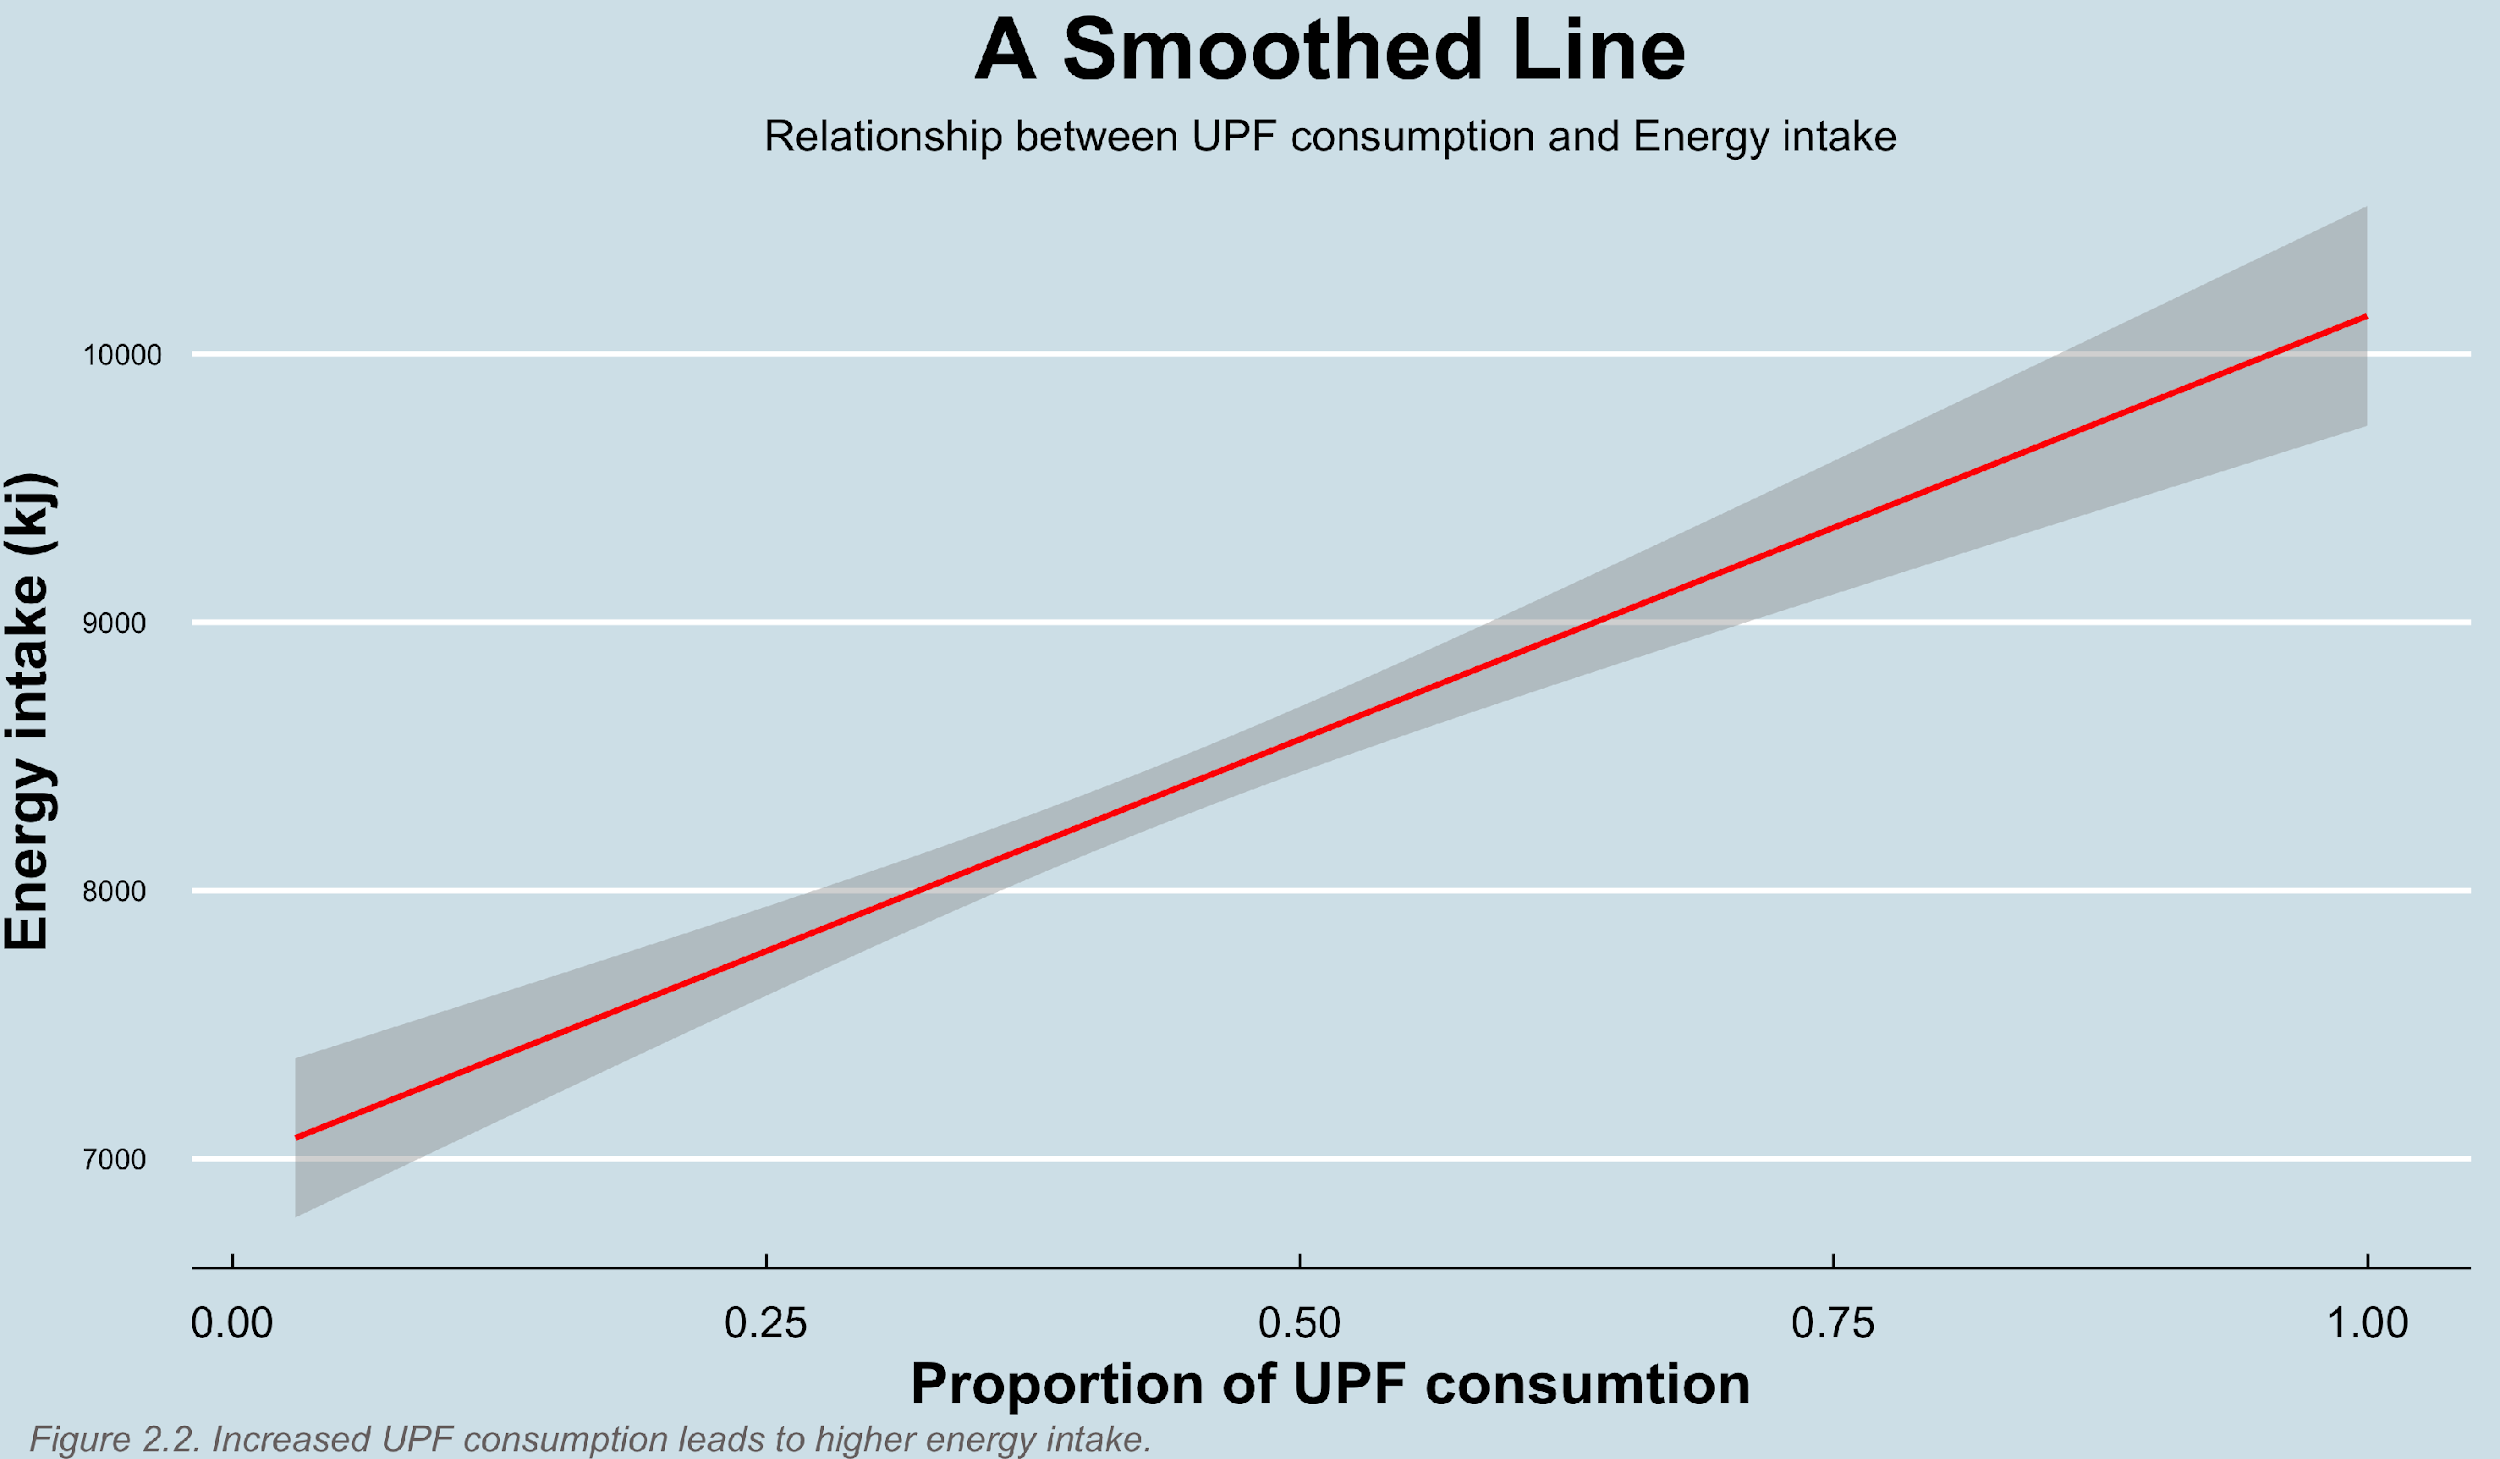 A Smoothed Line
Relationship between UPF consumption and Energy intake
Energy intake (kj)
10000
9000
8000
7000
0.00
0.25
0.50
0.75
1.00
Proportion of UPF consumtion
Figure 2.2. Increased UPF consumption leads to higher energy intake.